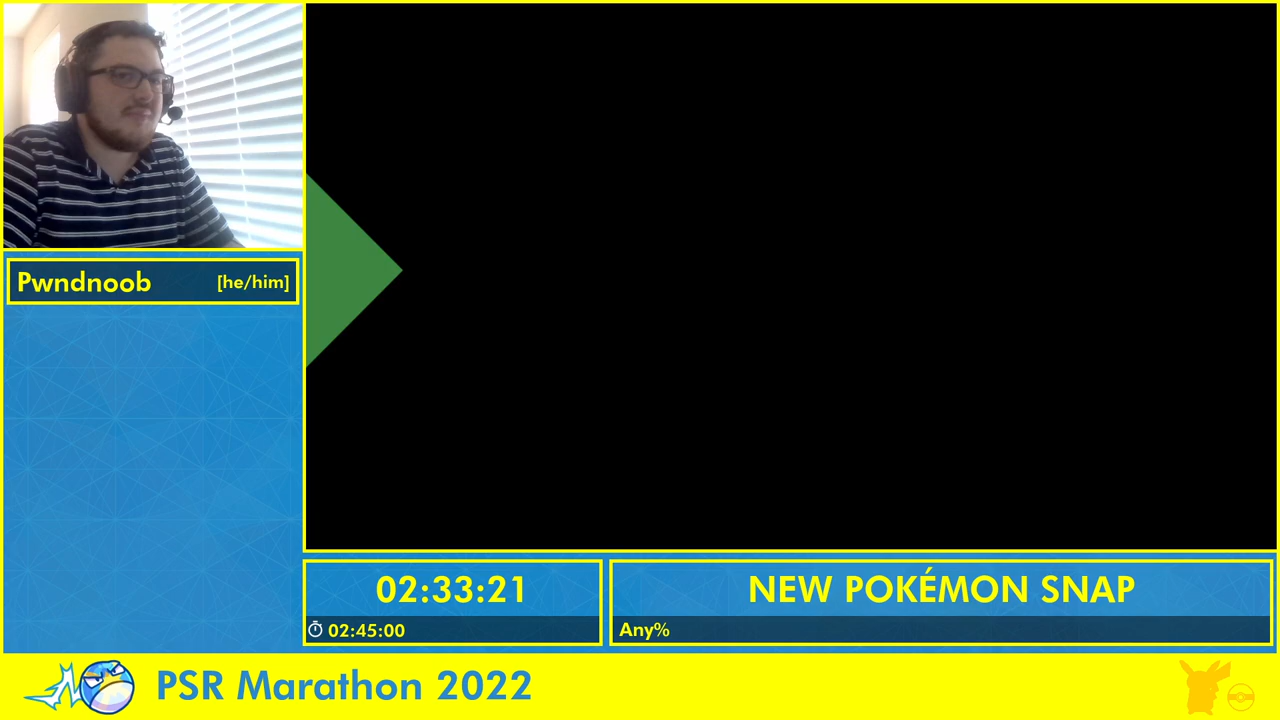 Pwndnoob [he/him]
02:33:21
02:45:00
NEW POKÉMON SNAP
Any%
PSR Marathon 2022